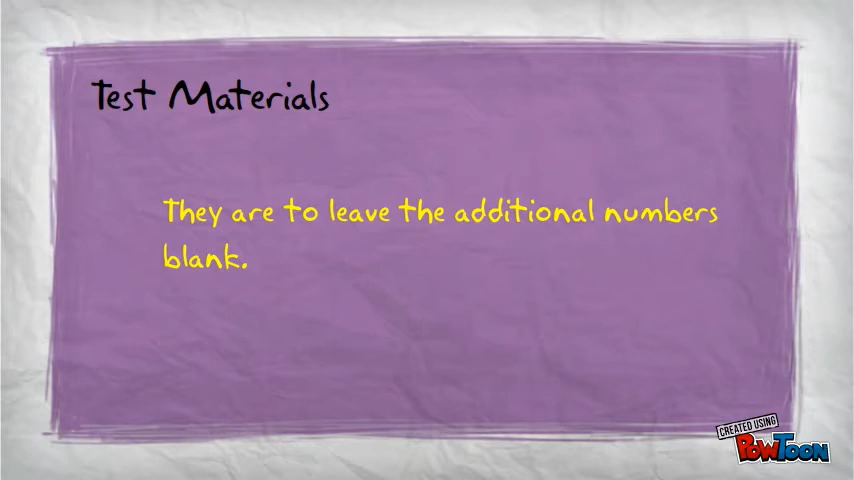 Test Materials
They are to leave the additional numbers
blank.
CREATED USING
POWTOON